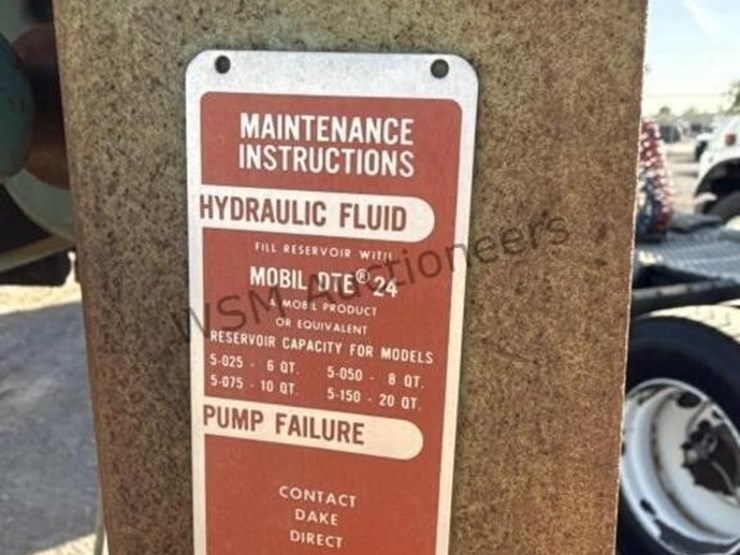 MAINTENANCE
INSTRUCTIONS
HYDRAULIC FLUID
FILL RESERVOIR WITH
MOBIL DTE® 24
A MOBIL PRODUCT
OR EQUIVALENT
RESERVOIR CAPACITY FOR MODELS
5-025 - 6 QT. 5-050 - 8 QT.
5-075 - 10 QT. 5-150 - 20 QT.
PUMP FAILURE
CONTACT
DAKE
DIRECT
WSM Auctioneers